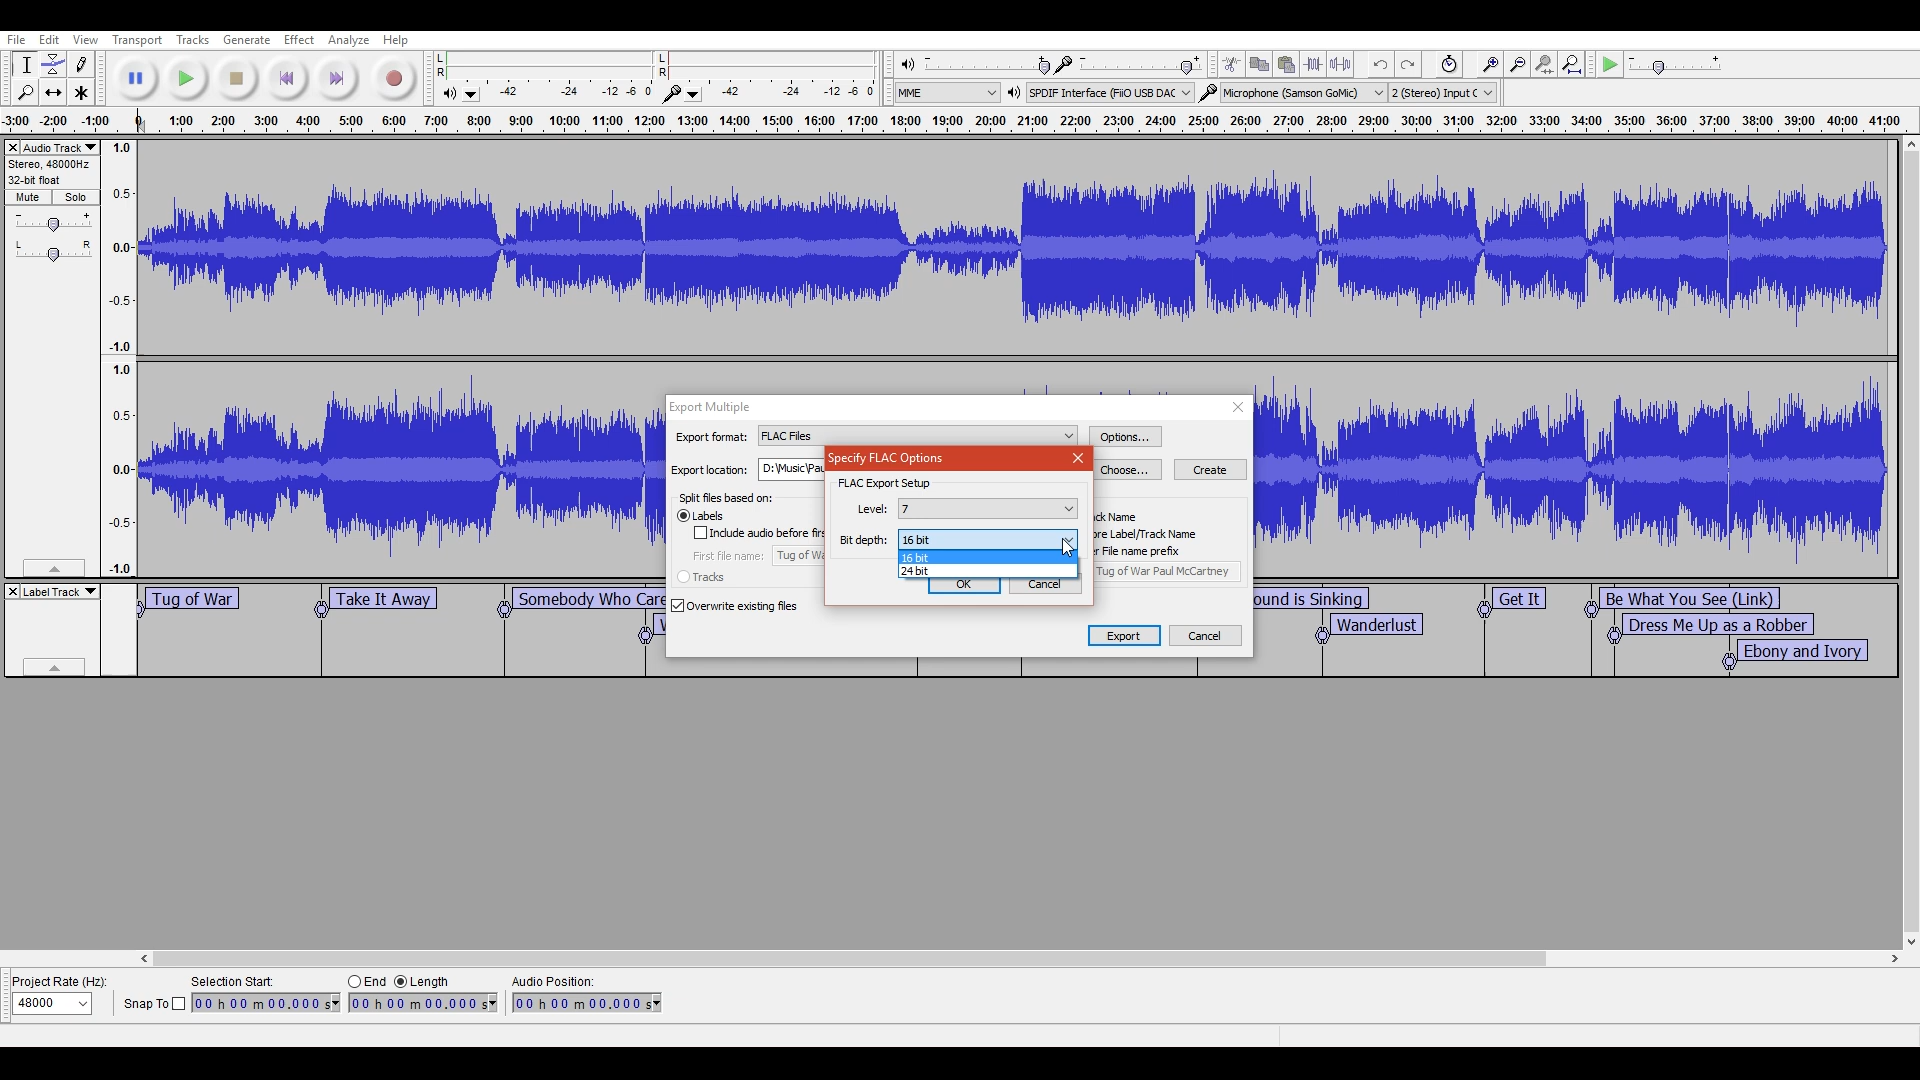 File Edit View Transport Tracks Generate Effect Analyze Help
L
R
-42 -24 -12 -6 0
L
R
-42 -24 -12 -6 0
MME
SPDIF Interface (FiiO USB DAC
Microphone (Samson GoMic)
2 (Stereo) Input C
-3:00 -2:00 -1:00 0 1:00 2:00 3:00 4:00 5:00 6:00 7:00 8:00 9:00 10:00 11:00 12:00 13:00 14:00 15:00 16:00 17:00 18:00 19:00 20:00 21:00 22:00 23:00 24:00 25:00 26:00 27:00 28:00 29:00 30:00 31:00 32:00 33:00 34:00 35:00 36:00 37:00 38:00 39:00 40:00 41:00
Audio Track
Stereo, 48000Hz
32-bit float
Mute Solo
- +
L R
1.0
0.5-
0.0-
-0.5-
-1.0
1.0
0.5-
0.0-
-0.5-
-1.0
Export Multiple
Export format: FLAC Files Options...
Export location: D:\Music\Pau Choose... Create
Split files based on:
Labels
Include audio before firs
First file name: Tug of Wa
Tracks
Overwrite existing files
ck Name
ore Label/Track Name
er File name prefix
Tug of War Paul McCartney
Export Cancel
Specify FLAC Options
FLAC Export Setup
Level: 7
Bit depth: 16 bit
16 bit
24 bit
OK Cancel
Label Track
Tug of War
Take It Away
Somebody Who Care
W
ound is Sinking
Wanderlust
Get It
Be What You See (Link)
Dress Me Up as a Robber
Ebony and Ivory
Project Rate (Hz):
48000
Snap To
Selection Start:
00 h 00 m 00.000 s
End Length
00 h 00 m 00.000 s
Audio Position:
00 h 00 m 00.000 s